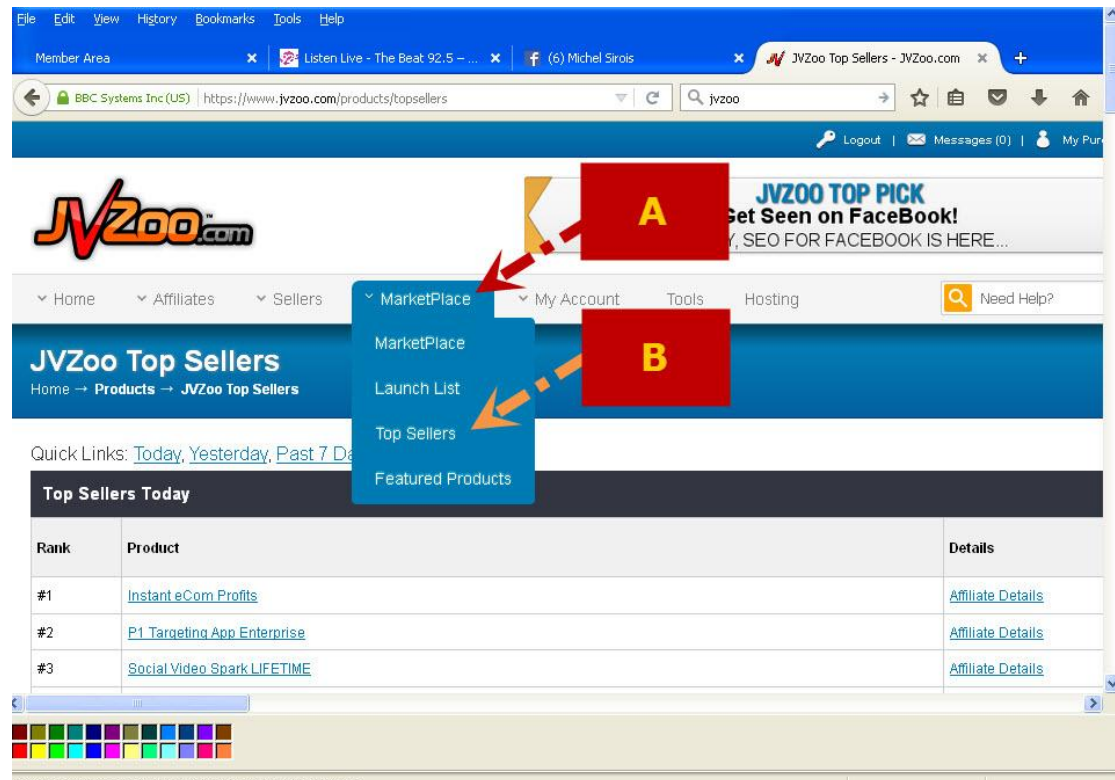 File Edit View History Bookmarks Tools Help
Member Area Listen Live - The Beat 92.5 – ... (6) Michel Sirois JVZoo Top Sellers - JVZoo.com
BBC Systems Inc (US) https://www.jvzoo.com/products/topsellers jvzoo
Logout | Messages (0) | My Pur
JVZoo.com
A
JVZOO TOP PICK
Get Seen on FaceBook!
Y, SEO FOR FACEBOOK IS HERE...
Home Affiliates Sellers MarketPlace My Account Tools Hosting Need Help?
MarketPlace
Launch List
Top Sellers
Featured Products
B
JVZoo Top Sellers
Home → Products → JVZoo Top Sellers
Quick Links: Today, Yesterday, Past 7 Da
Top Sellers Today
Rank Product Details
#1 Instant eCom Profits Affiliate Details
#2 P1 Targeting App Enterprise Affiliate Details
#3 Social Video Spark LIFETIME Affiliate Details